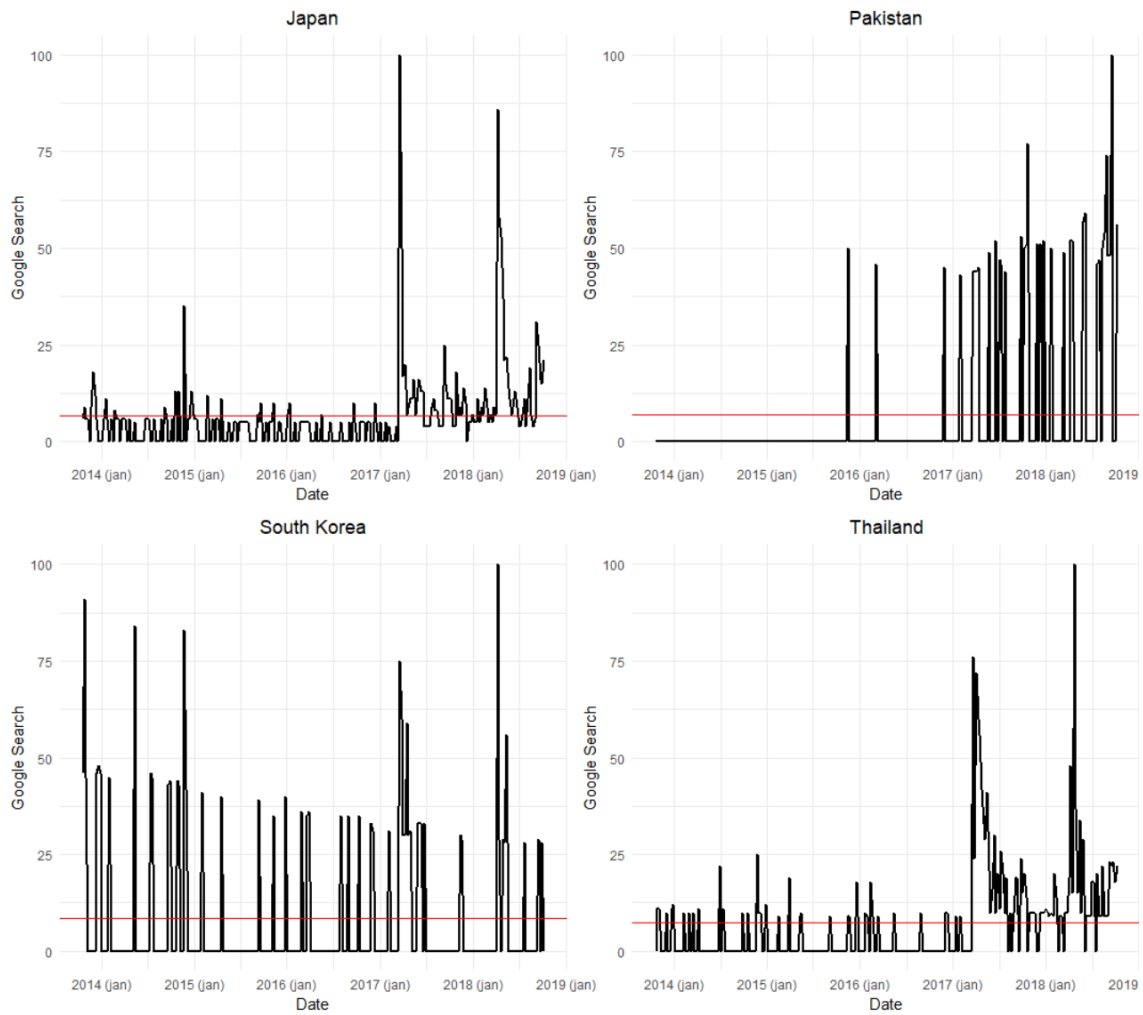 Japan
Pakistan
Google Search
100
75
50
25
0
2014 (jan) 2015 (jan) 2016 (jan) 2017 (jan) 2018 (jan) 2019 (jan)
Date
Google Search
100
75
50
25
0
2014 (jan) 2015 (jan) 2016 (jan) 2017 (jan) 2018 (jan) 2019
Date
South Korea
Thailand
Google Search
100
75
50
25
0
2014 (jan) 2015 (jan) 2016 (jan) 2017 (jan) 2018 (jan) 2019 (jan)
Date
Google Search
100
75
50
25
0
2014 (jan) 2015 (jan) 2016 (jan) 2017 (jan) 2018 (jan) 2019
Date